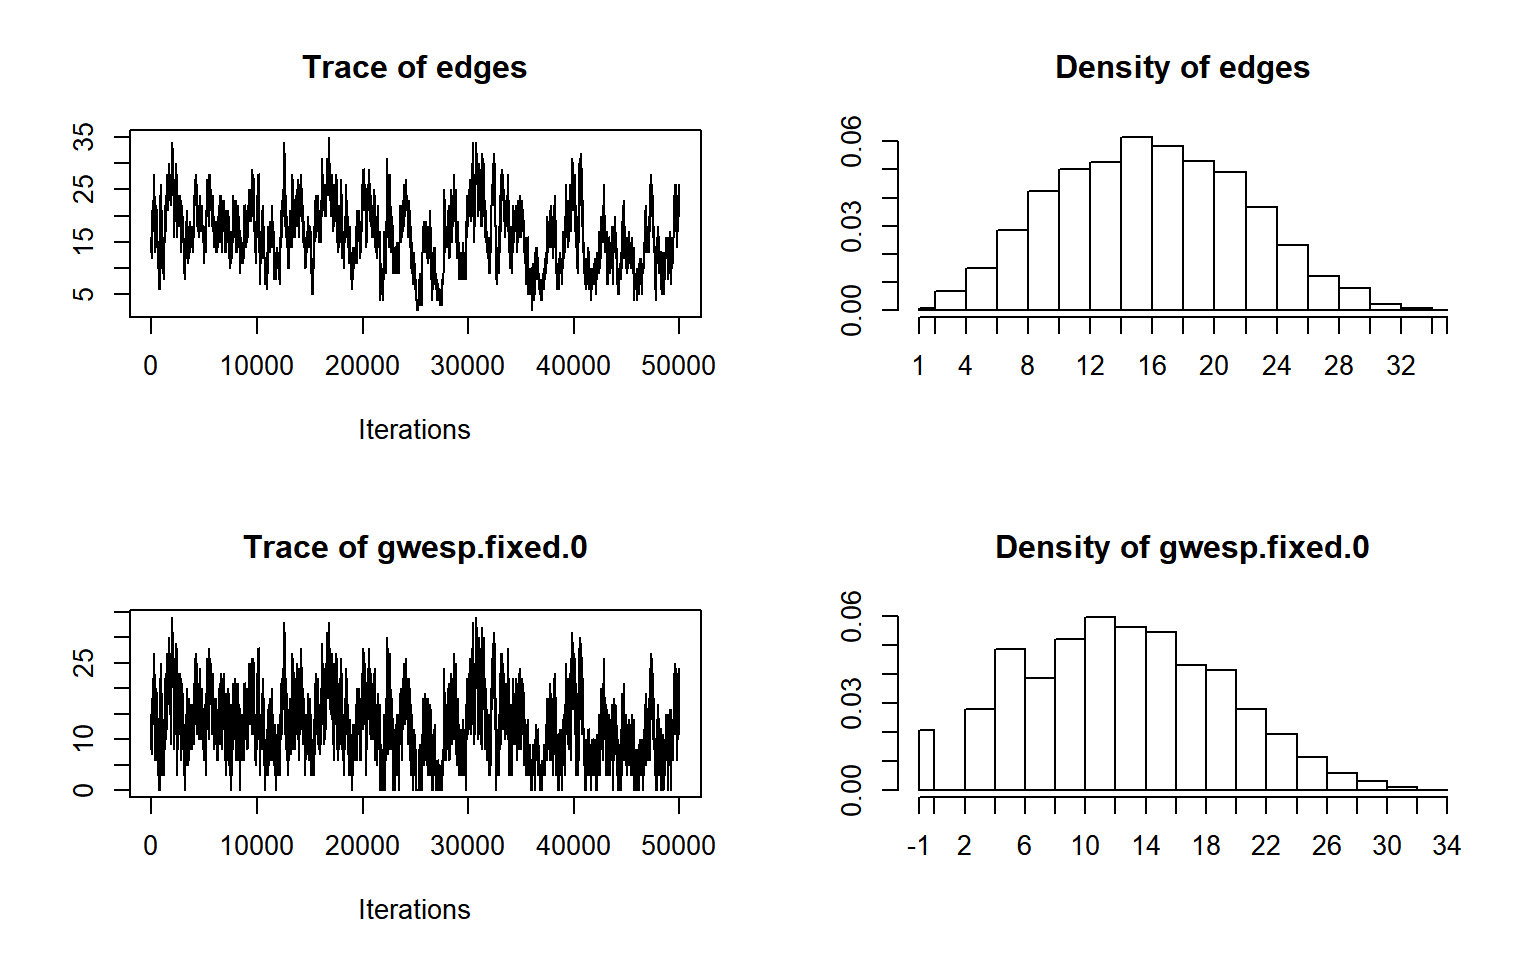 Trace of edges
35
25
15
5
0 10000 20000 30000 40000 50000
Iterations
Density of edges
0.06
0.03
0.00
1 4 8 12 16 20 24 28 32
Trace of gwesp.fixed.0
25
10
0
0 10000 20000 30000 40000 50000
Iterations
Density of gwesp.fixed.0
0.06
0.03
0.00
-1 2 6 10 14 18 22 26 30 34